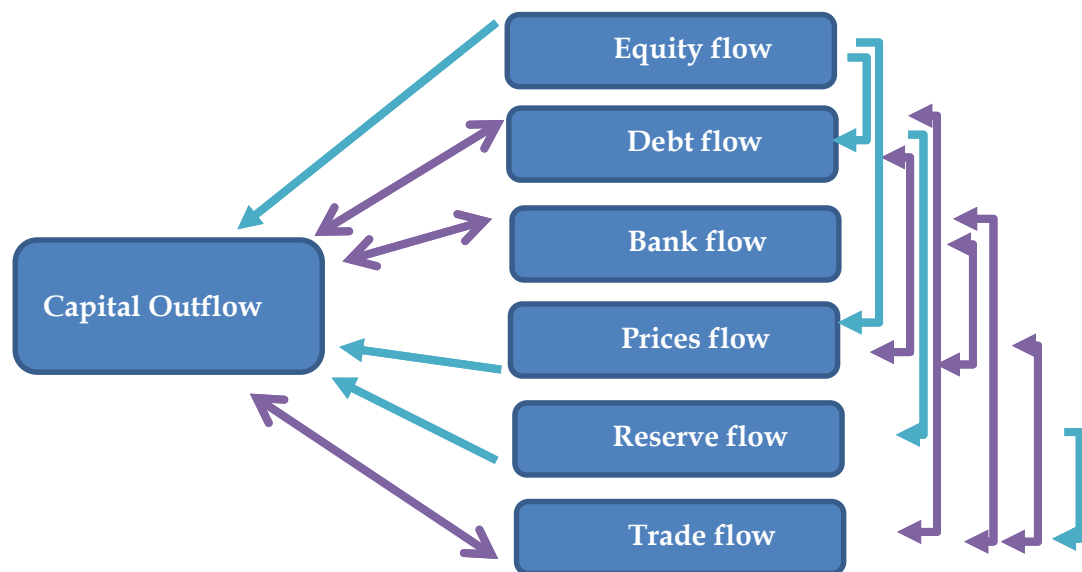 Equity flow
Debt flow
Bank flow
Capital Outflow
Prices flow
Reserve flow
Trade flow